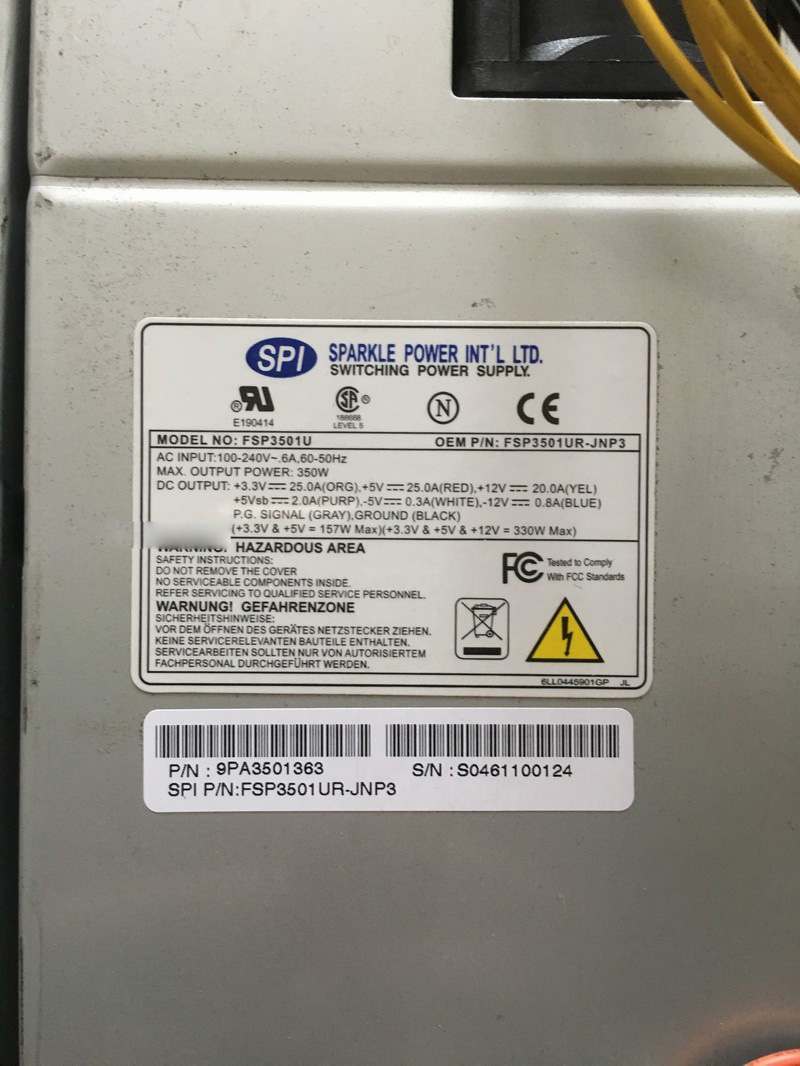 SPI SPARKLE POWER INT'L LTD.
SWITCHING POWER SUPPLY.
E190414
188668
LEVEL 5
N
CE
MODEL NO: FSP3501U OEM P/N: FSP3501UR-JNP3
AC INPUT:100-240V~.6A,60-50Hz
MAX. OUTPUT POWER: 350W
DC OUTPUT: +3.3V⎓25.0A(ORG),+5V⎓25.0A(RED),+12V⎓20.0A(YEL)
+5Vsb⎓2.0A(PURP),-5V⎓0.3A(WHITE),-12V⎓0.8A(BLUE)
P.G. SIGNAL (GRAY),GROUND (BLACK)
(+3.3V & +5V = 157W Max)(+3.3V & +5V & +12V = 330W Max)
WARNING! HAZARDOUS AREA
SAFETY INSTRUCTIONS:
DO NOT REMOVE THE COVER
NO SERVICEABLE COMPONENTS INSIDE.
REFER SERVICING TO QUALIFIED SERVICE PERSONNEL.
FC Tested to Comply
With FCC Standards
WARNUNG! GEFAHRENZONE
SICHERHEITSHINWEISE:
VOR DEM ÖFFNEN DES GERÄTES NETZSTECKER ZIEHEN.
KEINE SERVICERELEVANTEN BAUTEILE ENTHALTEN.
SERVICEARBEITEN SOLLTEN NUR VON AUTORISIERTEM
FACHPERSONAL DURCHGEFÜHRT WERDEN.
6LL0445901GP JL
P/N : 9PA3501363 S/N : S0461100124
SPI P/N:FSP3501UR-JNP3